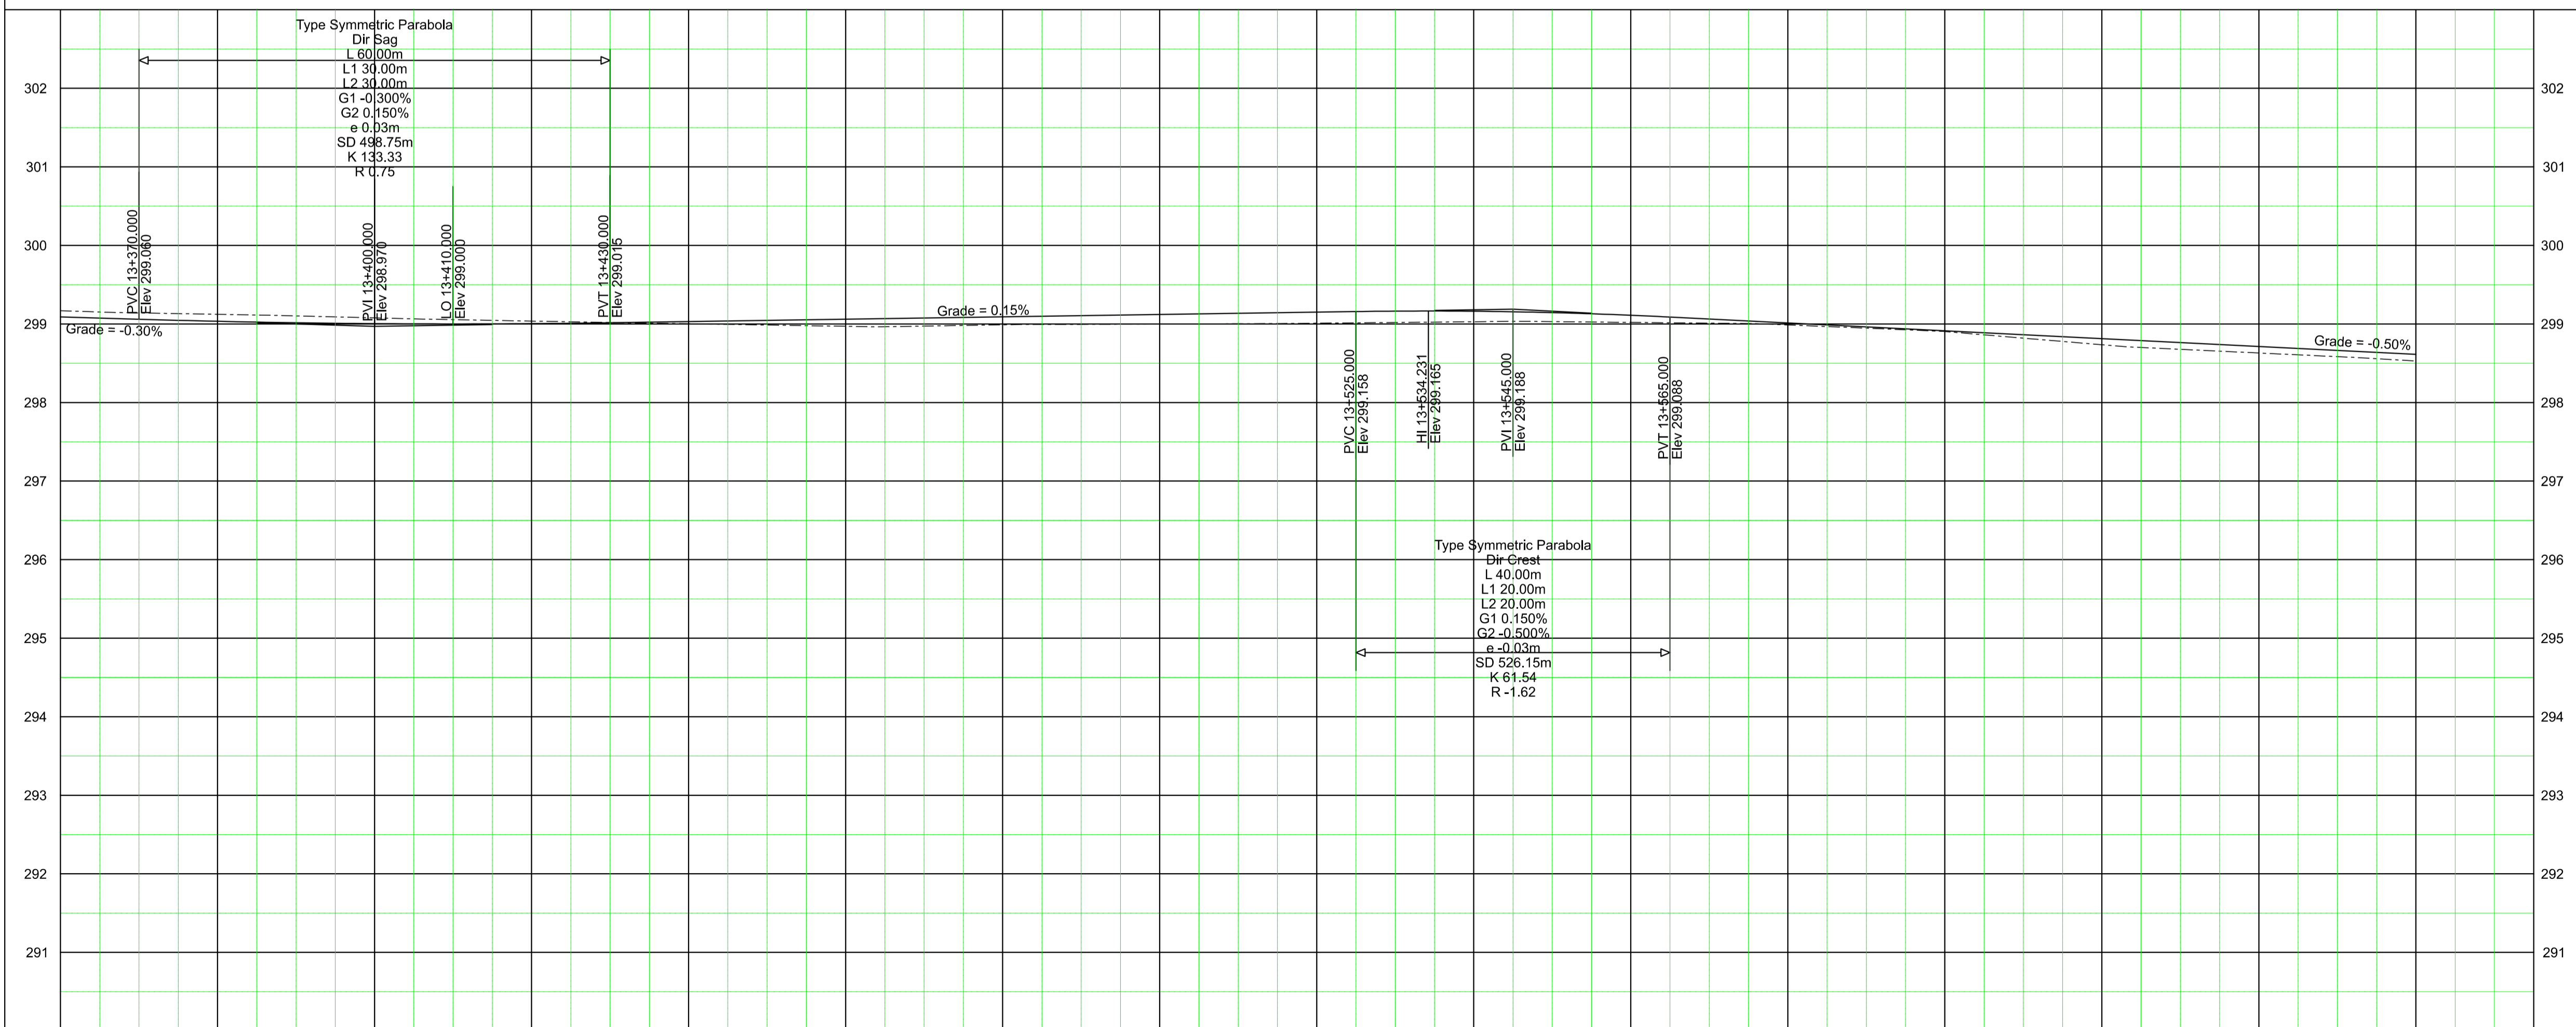 Type Symmetric Parabola
Dir Sag
L 60.00m
L1 30.00m
L2 30.00m
G1 -0.300%
G2 0.150%
e 0.03m
SD 498.75m
K 133.33
R 0.75
302
301
300
299
298
297
296
295
294
293
292
291
PVC 13+370.000
Elev 299.060
PVI 13+400.000
Elev 298.970
LO 13+410.000
Elev 299.000
PVT 13+430.000
Elev 299.015
Grade = -0.30%
Grade = 0.15%
PVC 13+525.000
Elev 299.158
HI 13+534.231
Elev 299.165
PVI 13+545.000
Elev 299.188
PVT 13+565.000
Elev 299.088
Grade = -0.50%
Type Symmetric Parabola
Dir Crest
L 40.00m
L1 20.00m
L2 20.00m
G1 0.150%
G2 -0.500%
e -0.03m
SD 526.15m
K 61.54
R -1.62
302
301
300
299
298
297
296
295
294
293
292
291